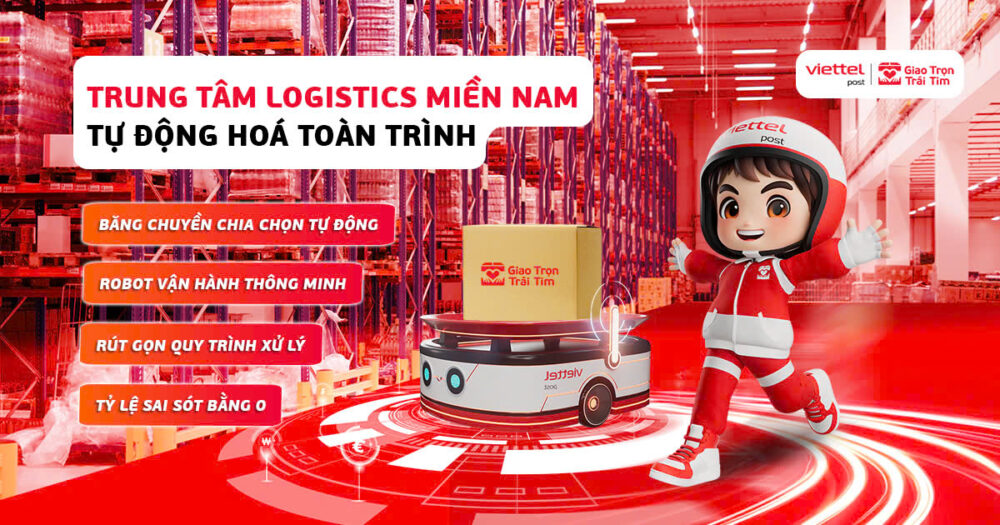 TRUNG TÂM LOGISTICS MIỀN NAM
TỰ ĐỘNG HOÁ TOÀN TRÌNH
viettel
post
Giao Trọn
Trái Tim
BĂNG CHUYỀN CHIA CHỌN TỰ ĐỘNG
ROBOT VẬN HÀNH THÔNG MINH
RÚT GỌN QUY TRÌNH XỬ LÝ
TỶ LỆ SAI SÓT BẰNG 0
Giao Trọn
Trái Tim
viettel
post
viettel
post
₩
€